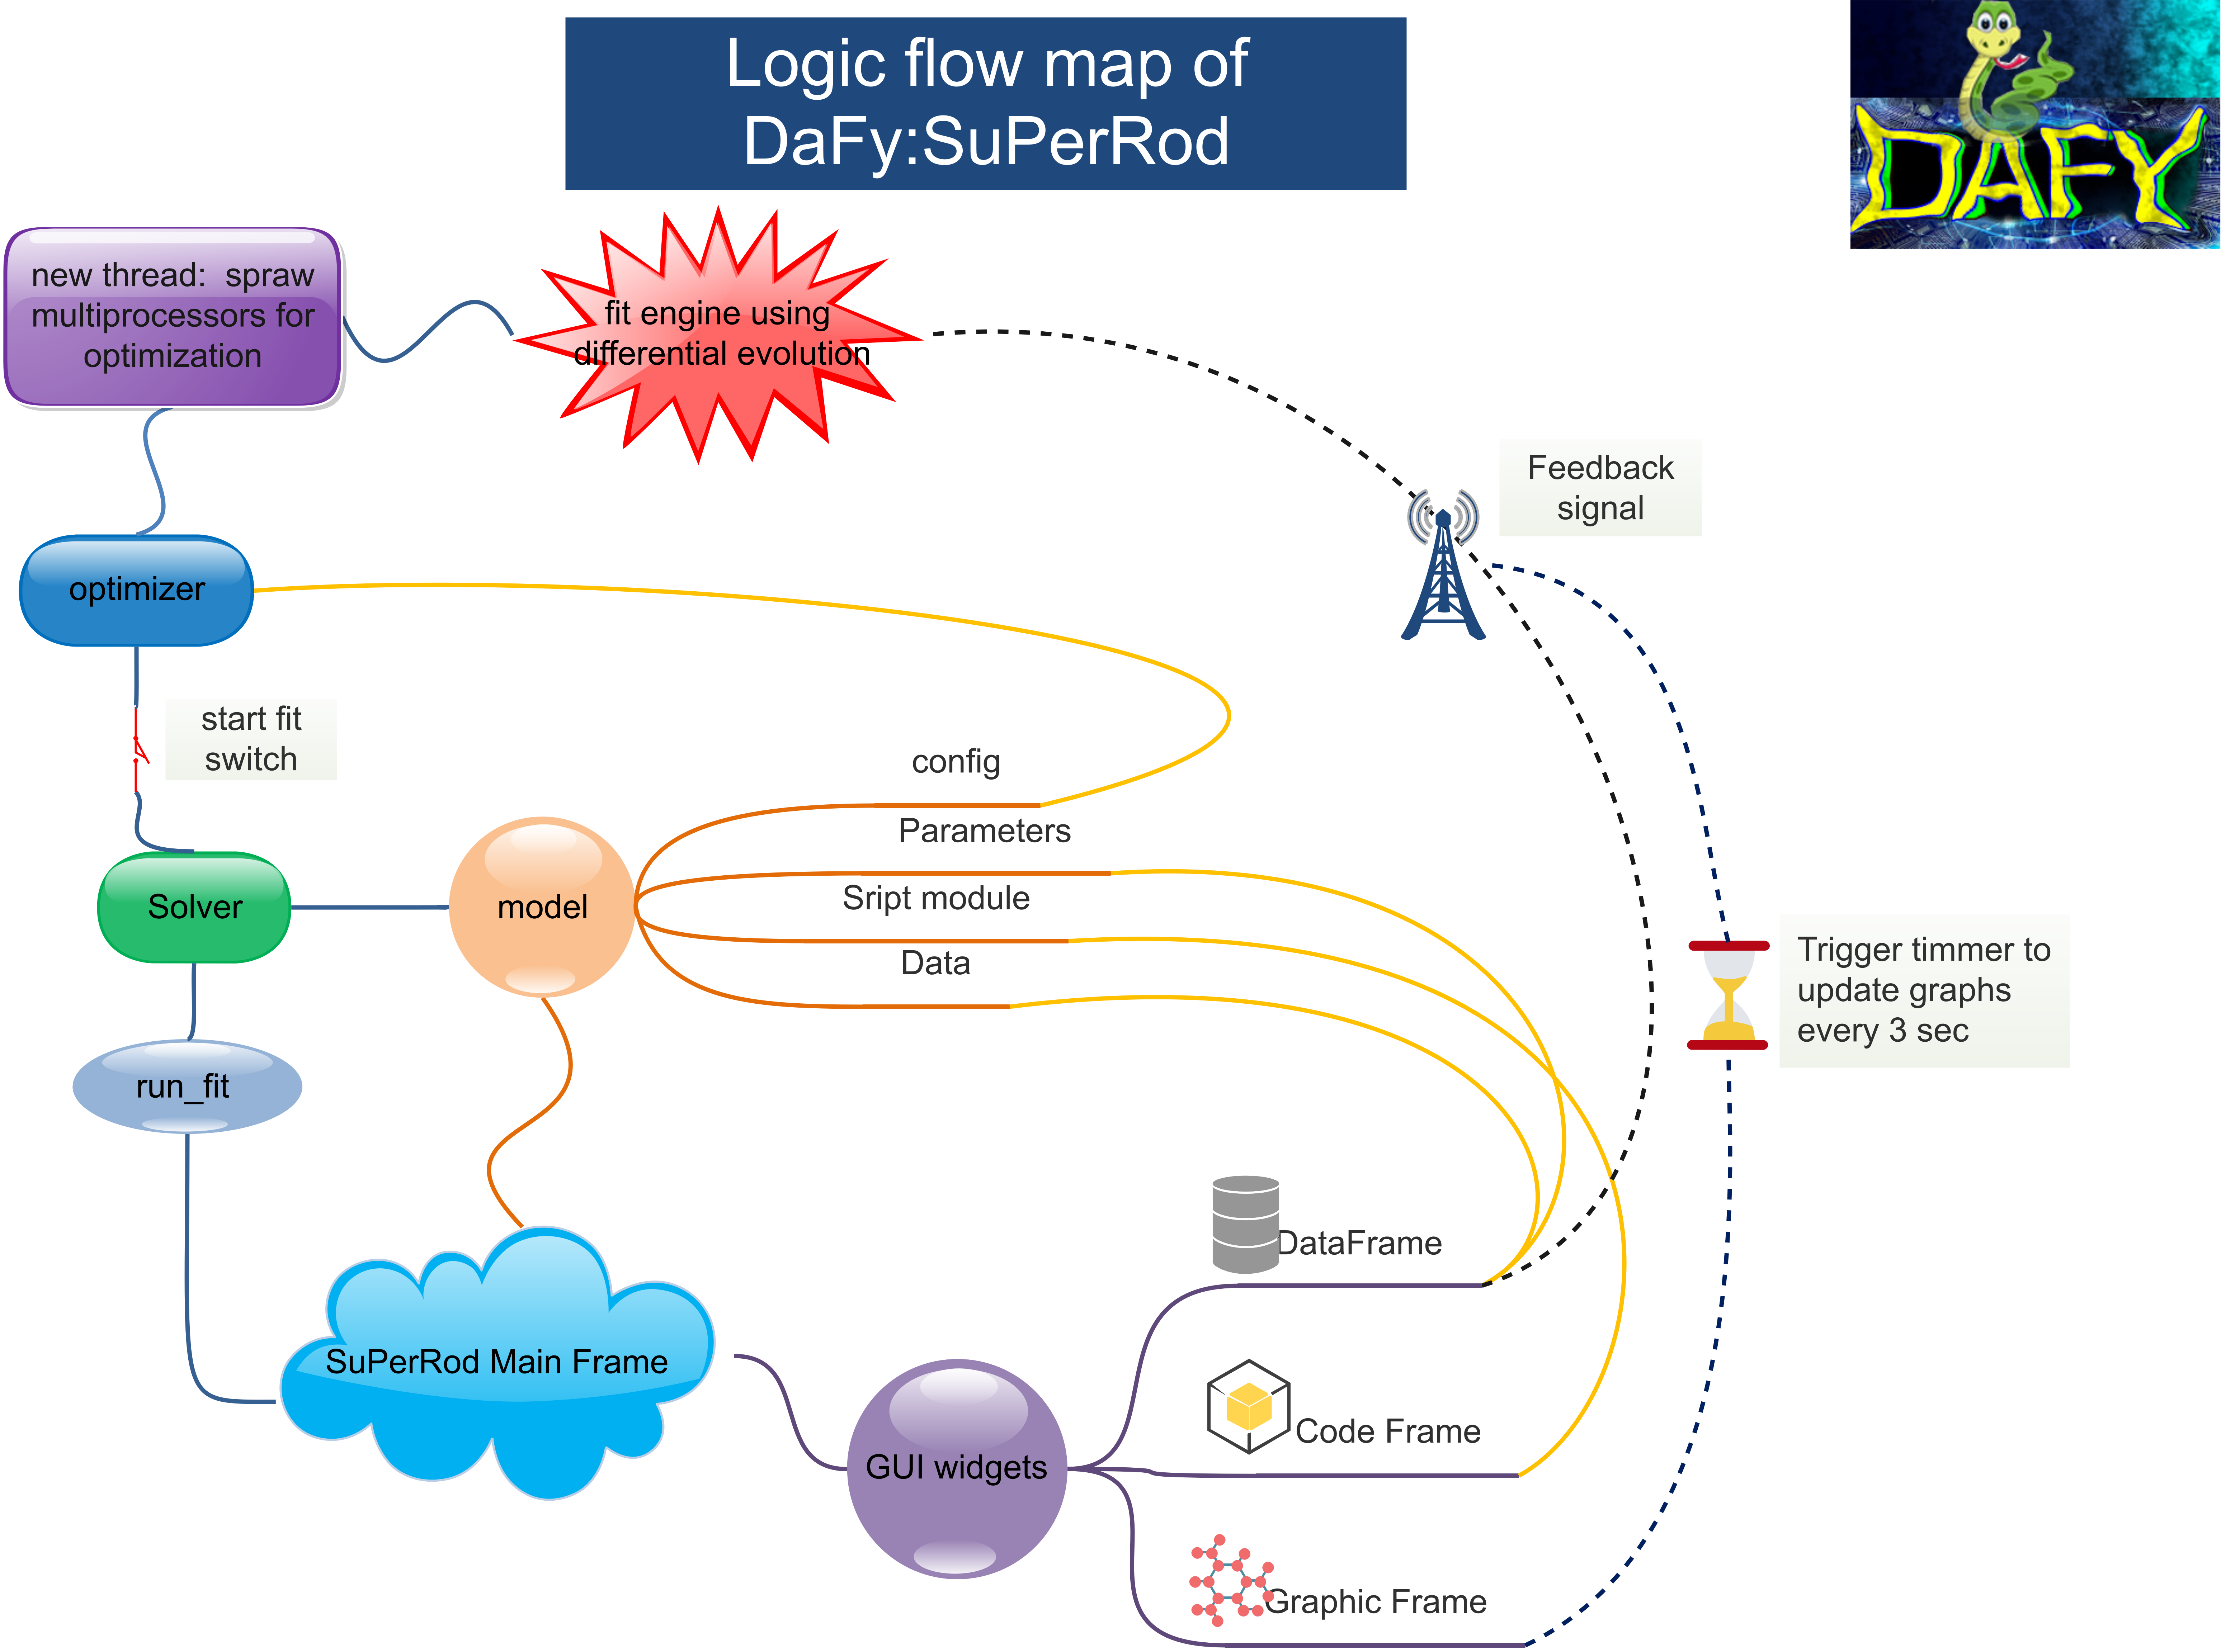 Logic flow map of
DaFy:SuPerRod
DAFY
new thread: spraw
multiprocessors for
optimization
fit engine using
differential evolution
Feedback
signal
optimizer
start fit
switch
config
Parameters
Sript module
Data
Solver
model
Trigger timmer to
update graphs
every 3 sec
run_fit
DataFrame
SuPerRod Main Frame
Code Frame
GUI widgets
Graphic Frame